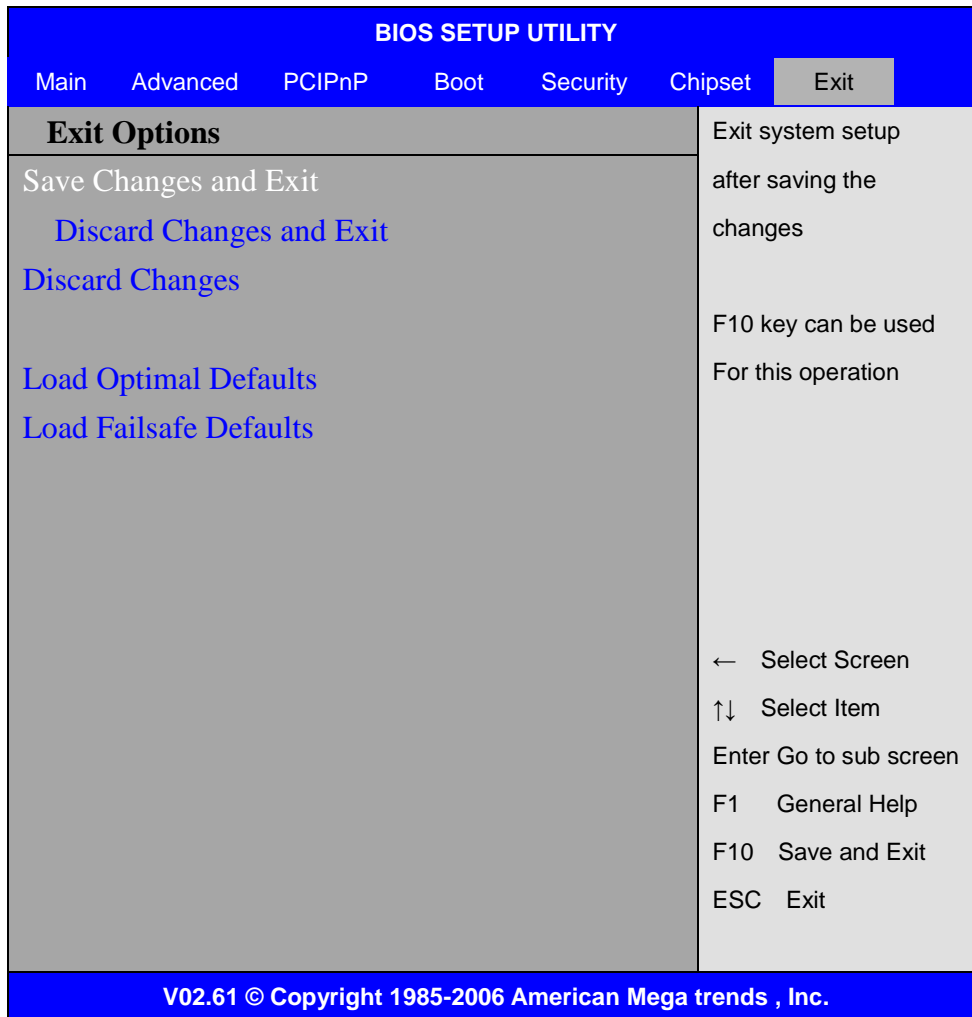 BIOS SETUP UTILITY
Main Advanced PCIPnP Boot Security Chipset Exit
Exit Options
Save Changes and Exit
Discard Changes and Exit
Discard Changes
Load Optimal Defaults
Load Failsafe Defaults
Exit system setup
after saving the
changes
F10 key can be used
For this operation
← Select Screen
↑↓ Select Item
Enter Go to sub screen
F1 General Help
F10 Save and Exit
ESC Exit
V02.61 © Copyright 1985-2006 American Mega trends , Inc.